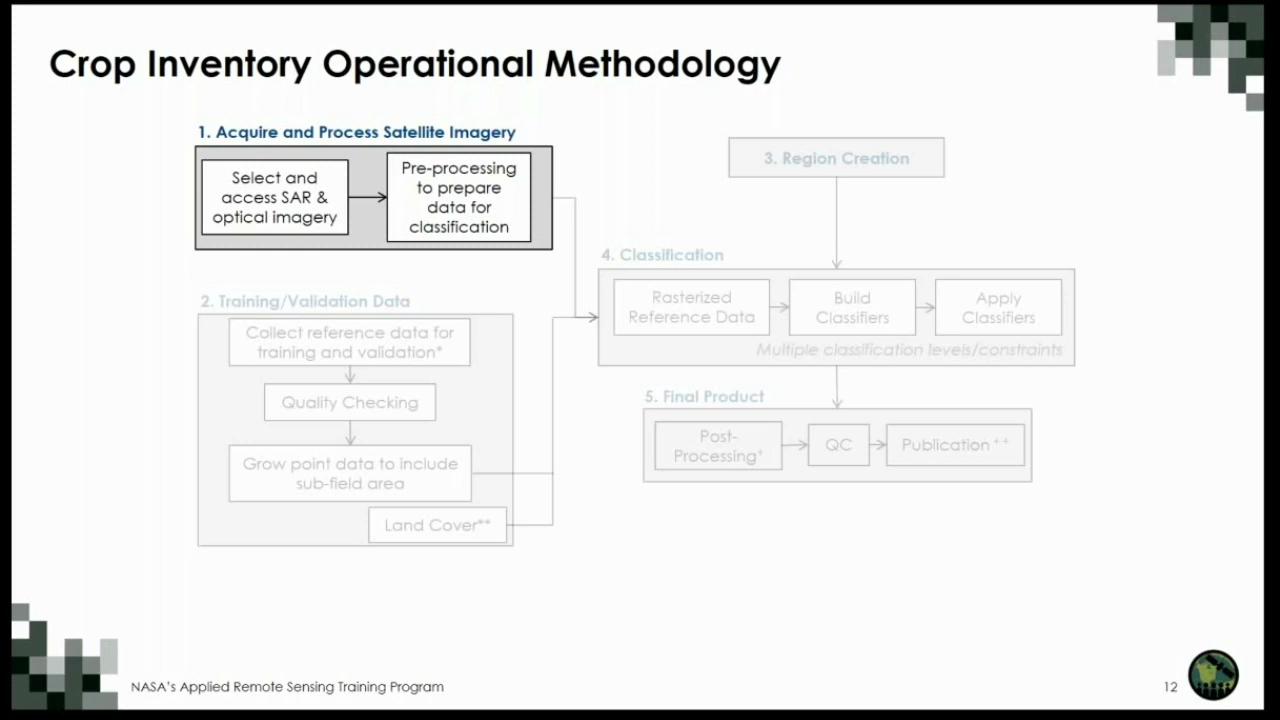 Crop Inventory Operational Methodology
1. Acquire and Process Satellite Imagery
Select and
access SAR &
optical imagery
Pre-processing
to prepare
data for
classification
2. Training/Validation Data
Collect reference data for
training and validation*
Quality Checking
Grow point data to include
sub-field area
Land Cover**
3. Region Creation
4. Classification
Rasterized
Reference Data
Build
Classifiers
Apply
Classifiers
Multiple classification levels/constraints
5. Final Product
Post-
Processing+
QC
Publication ++
NASA's Applied Remote Sensing Training Program
12